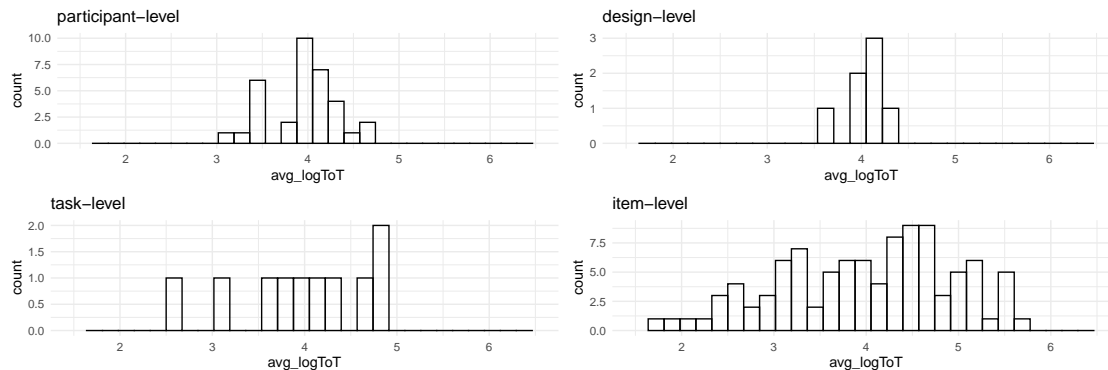 participant−level
10.0
7.5
5.0
2.5
0.0
count
2 3 4 5 6
avg_logToT
design−level
3
2
1
0
count
2 3 4 5 6
avg_logToT
task−level
2.0
1.5
1.0
0.5
0.0
count
2 3 4 5 6
avg_logToT
item−level
7.5
5.0
2.5
0.0
count
2 3 4 5 6
avg_logToT